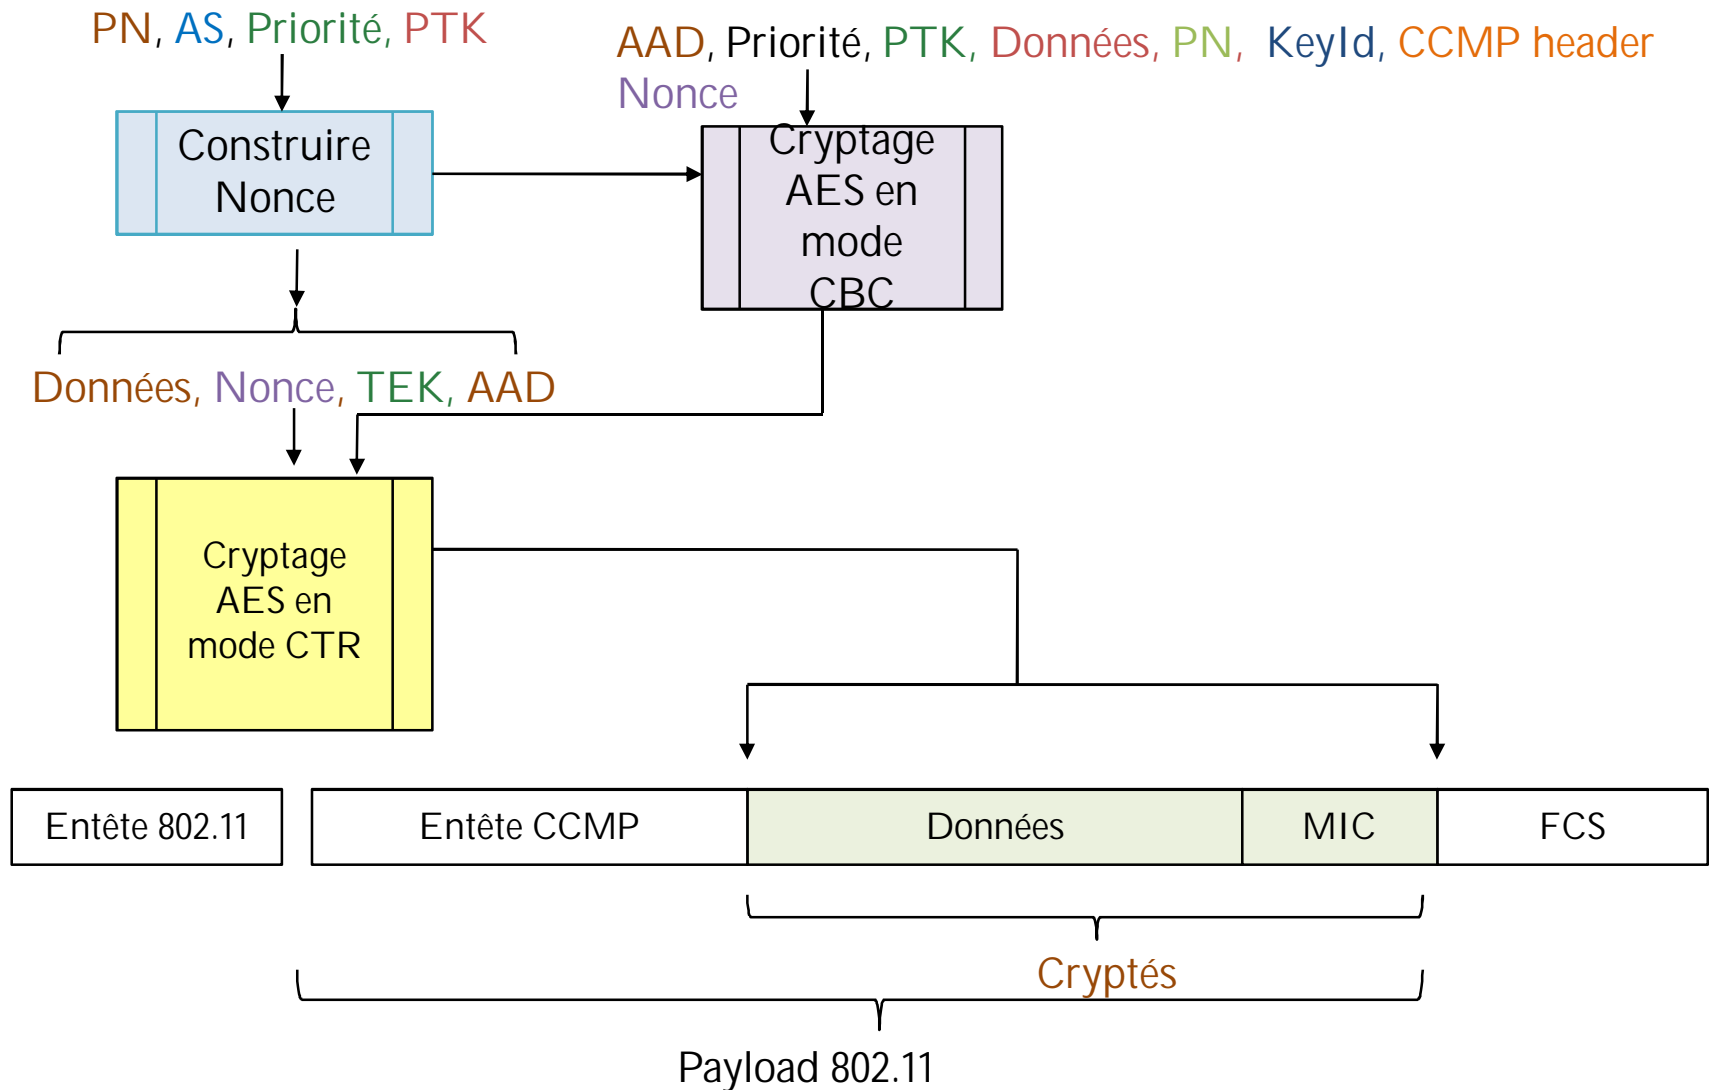 PN, AS, Priorité, PTK
AAD, Priorité, PTK, Données, PN, KeyId, CCMP header
Nonce
Construire
Nonce
Cryptage
AES en
mode
CBC
Données, Nonce, TEK, AAD
Cryptage
AES en
mode CTR
Entête 802.11
Entête CCMP
Données
MIC
FCS
Cryptés
Payload 802.11